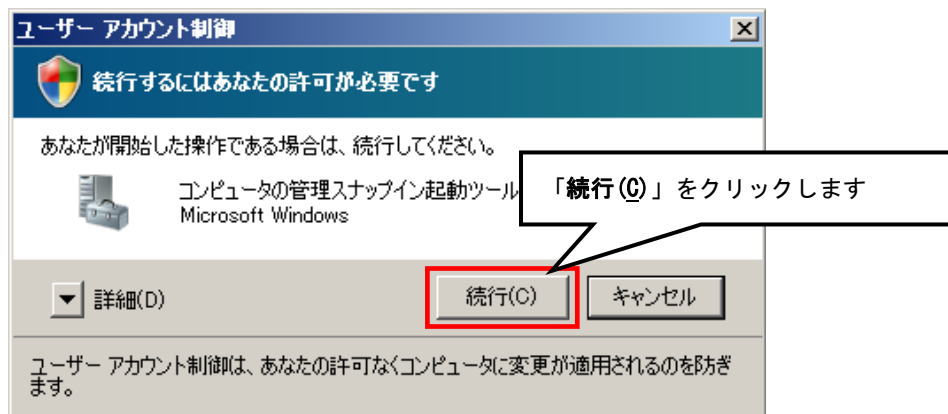 ユーザー アカウント制御
続行するにはあなたの許可が必要です
あなたが開始した操作である場合は、続行してください。
コンピュータの管理スナップイン起動ツール
Microsoft Windows
「続行(C)」をクリックします
詳細(D)
続行(C)
キャンセル
ユーザー アカウント制御は、あなたの許可なくコンピュータに変更が適用されるのを防ぎ
ます。